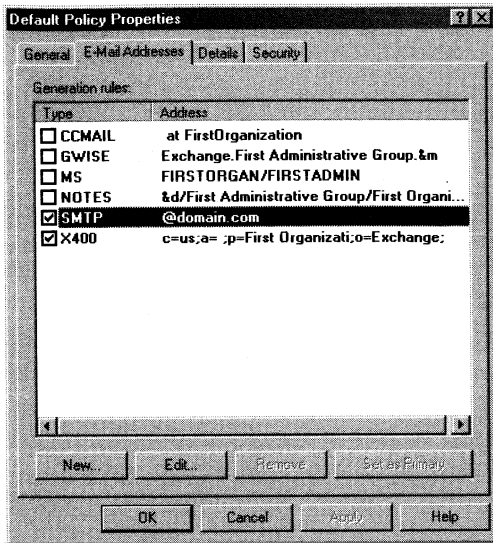 Default Policy Properties
General E-Mail Addresses Details Security
Generation rules:
Type Address
CCMAIL at FirstOrganization
GWISE Exchange.First Administrative Group.&m
MS FIRSTORGAN/FIRSTADMIN
NOTES &d/First Administrative Group/First Organi...
SMTP @domain.com
X400 c=us;a= ;p=First Organizati;o=Exchange;
New... Edit... Remove Set as Primary
OK Cancel Apply Help